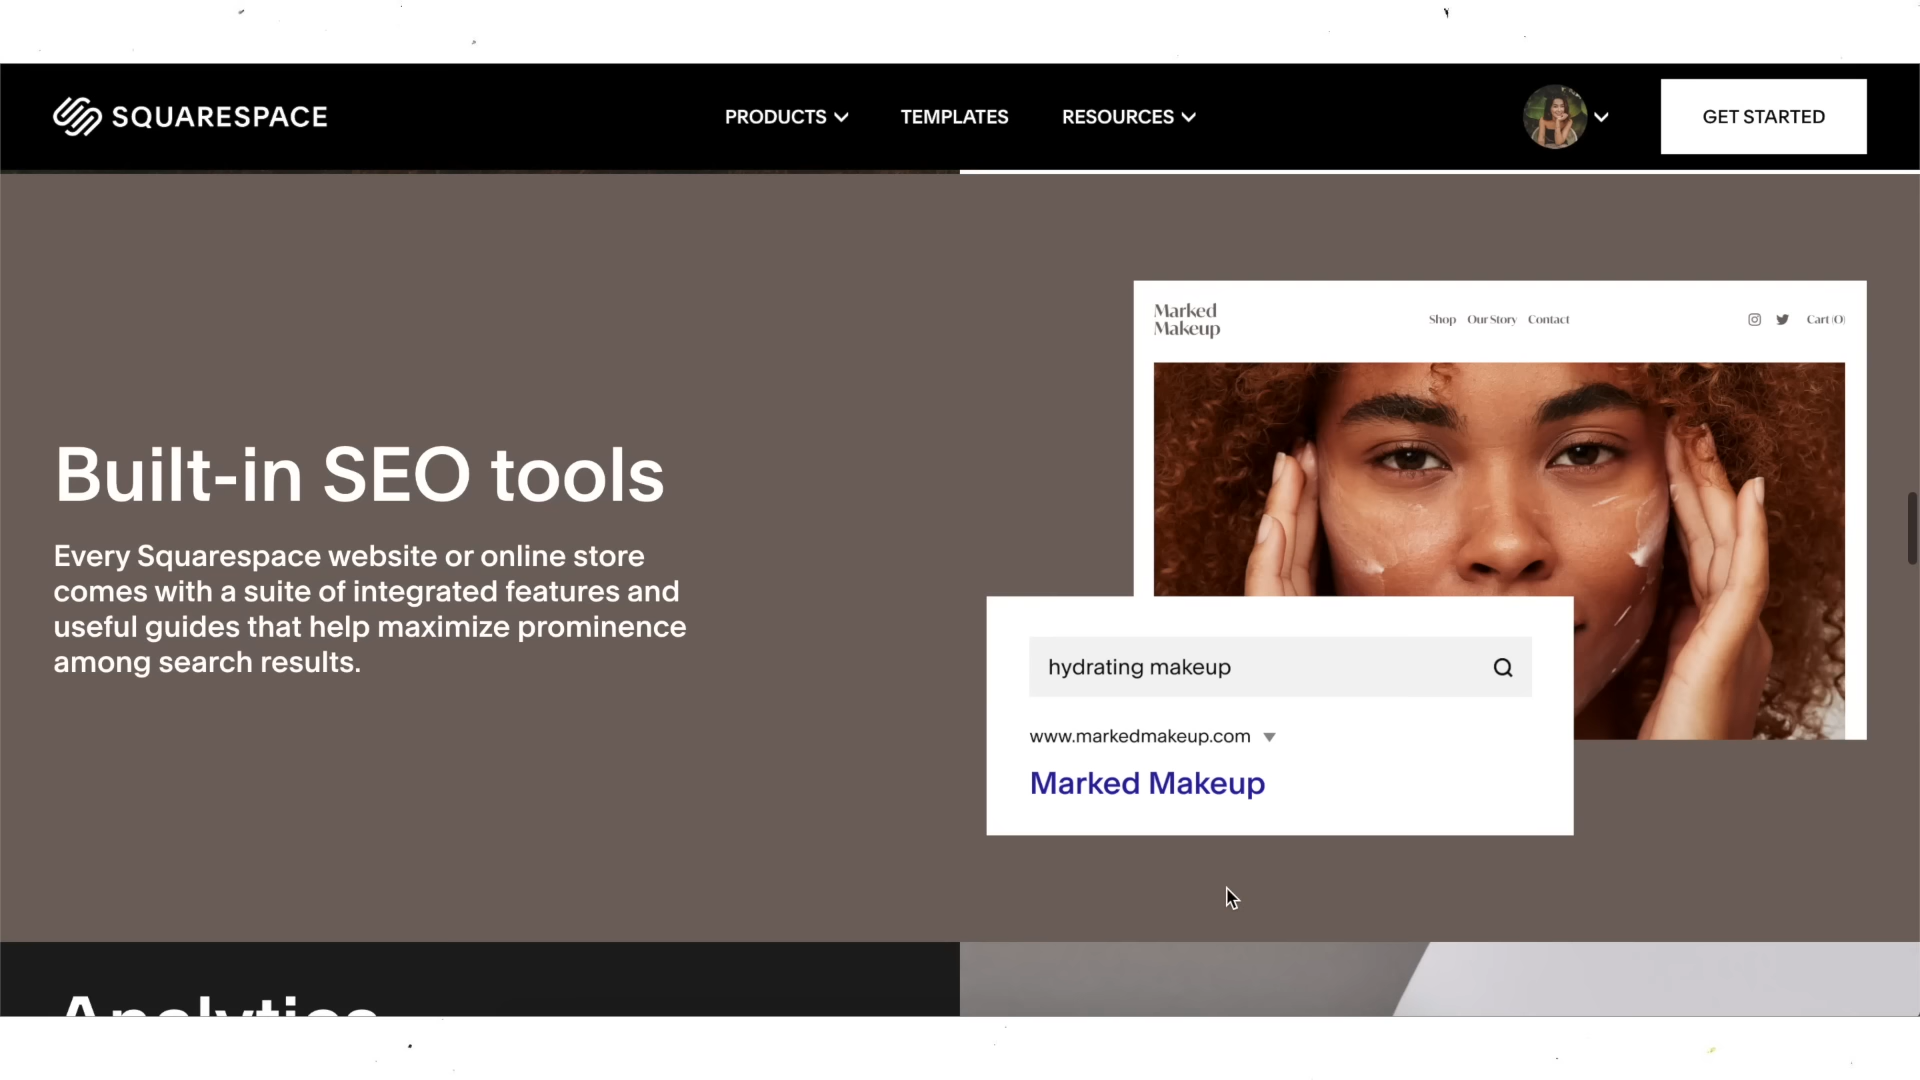 SQUARESPACE
PRODUCTS
TEMPLATES
RESOURCES
GET STARTED
Built-in SEO tools
Every Squarespace website or online store
comes with a suite of integrated features and
useful guides that help maximize prominence
among search results.
Marked
Makeup
Shop
Our Story
Contact
Cart (0)
hydrating makeup
www.markedmakeup.com
Marked Makeup
Analytics